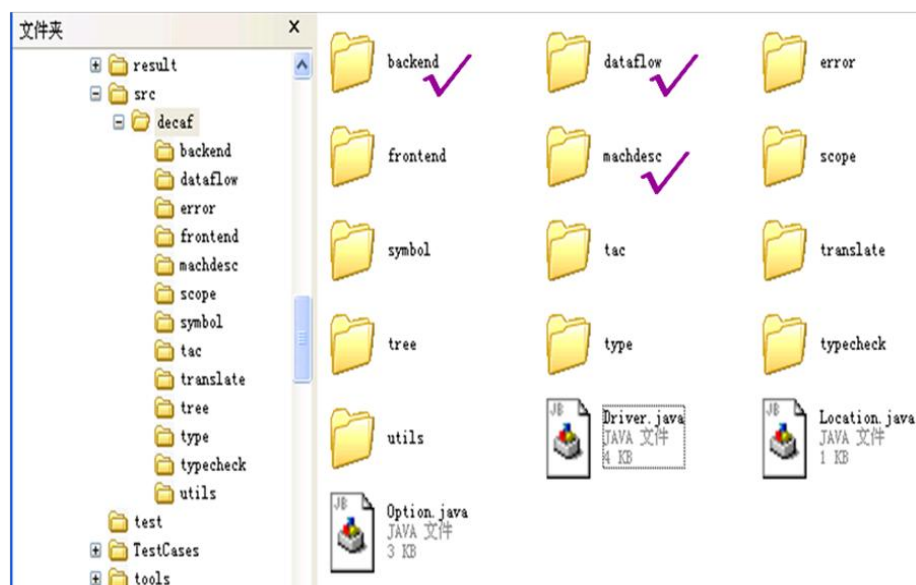 文件夹
X
result
src
decaf
backend
dataflow
error
frontend
machdesc
scope
symbol
tac
translate
tree
type
typecheck
utils
test
TestCases
tools
backend
dataflow
error
frontend
machdesc
scope
symbol
tac
translate
tree
type
typecheck
utils
JB
Driver.java
JAVA 文件
4 KB
JB
Location.java
JAVA 文件
1 KB
JB
Option.java
JAVA 文件
3 KB